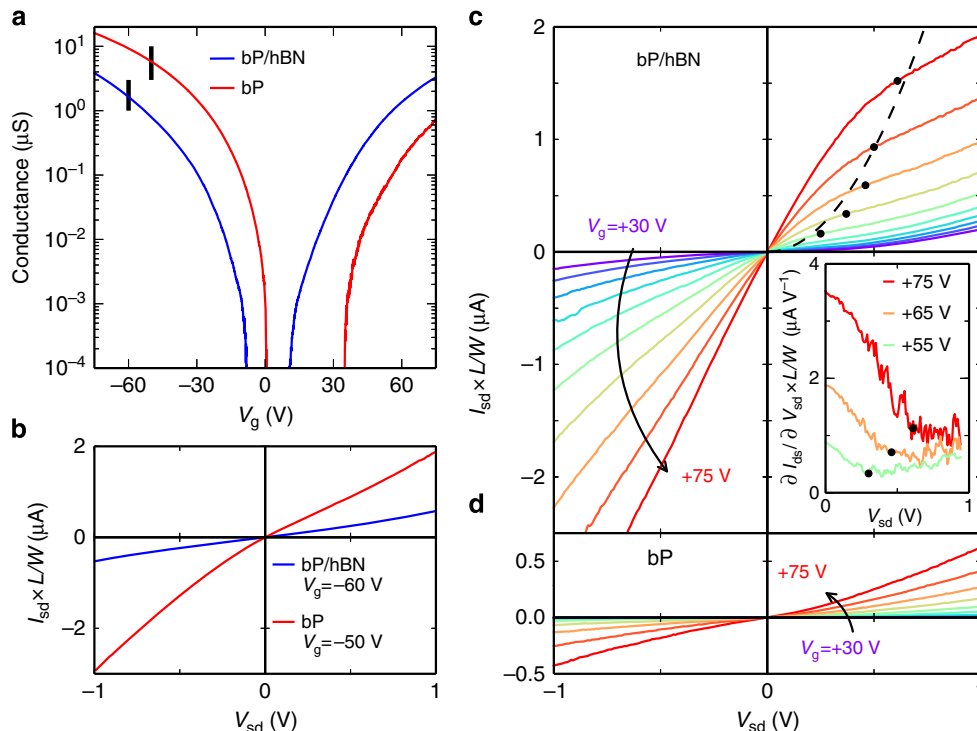 a
Conductance (μS)
10¹
10⁰
10⁻¹
10⁻²
10⁻³
10⁻⁴
bP/hBN
bP
−60
−30
0
30
60
V_g (V)
b
I_sd × L/W (μA)
2
0
−2
bP/hBN
V_g=−60 V
bP
V_g=−50 V
−1
0
1
V_sd (V)
c
bP/hBN
2
1
0
−1
−2
I_sd × L/W (μA)
V_g=+30 V
+75 V
∂ I_ds/ ∂ V_sd × L/W (μA V⁻¹)
4
2
0
+75 V
+65 V
+55 V
0
1
V_sd (V)
d
bP
0.5
0.0
−0.5
+75 V
V_g=+30 V
−1
0
1
V_sd (V)